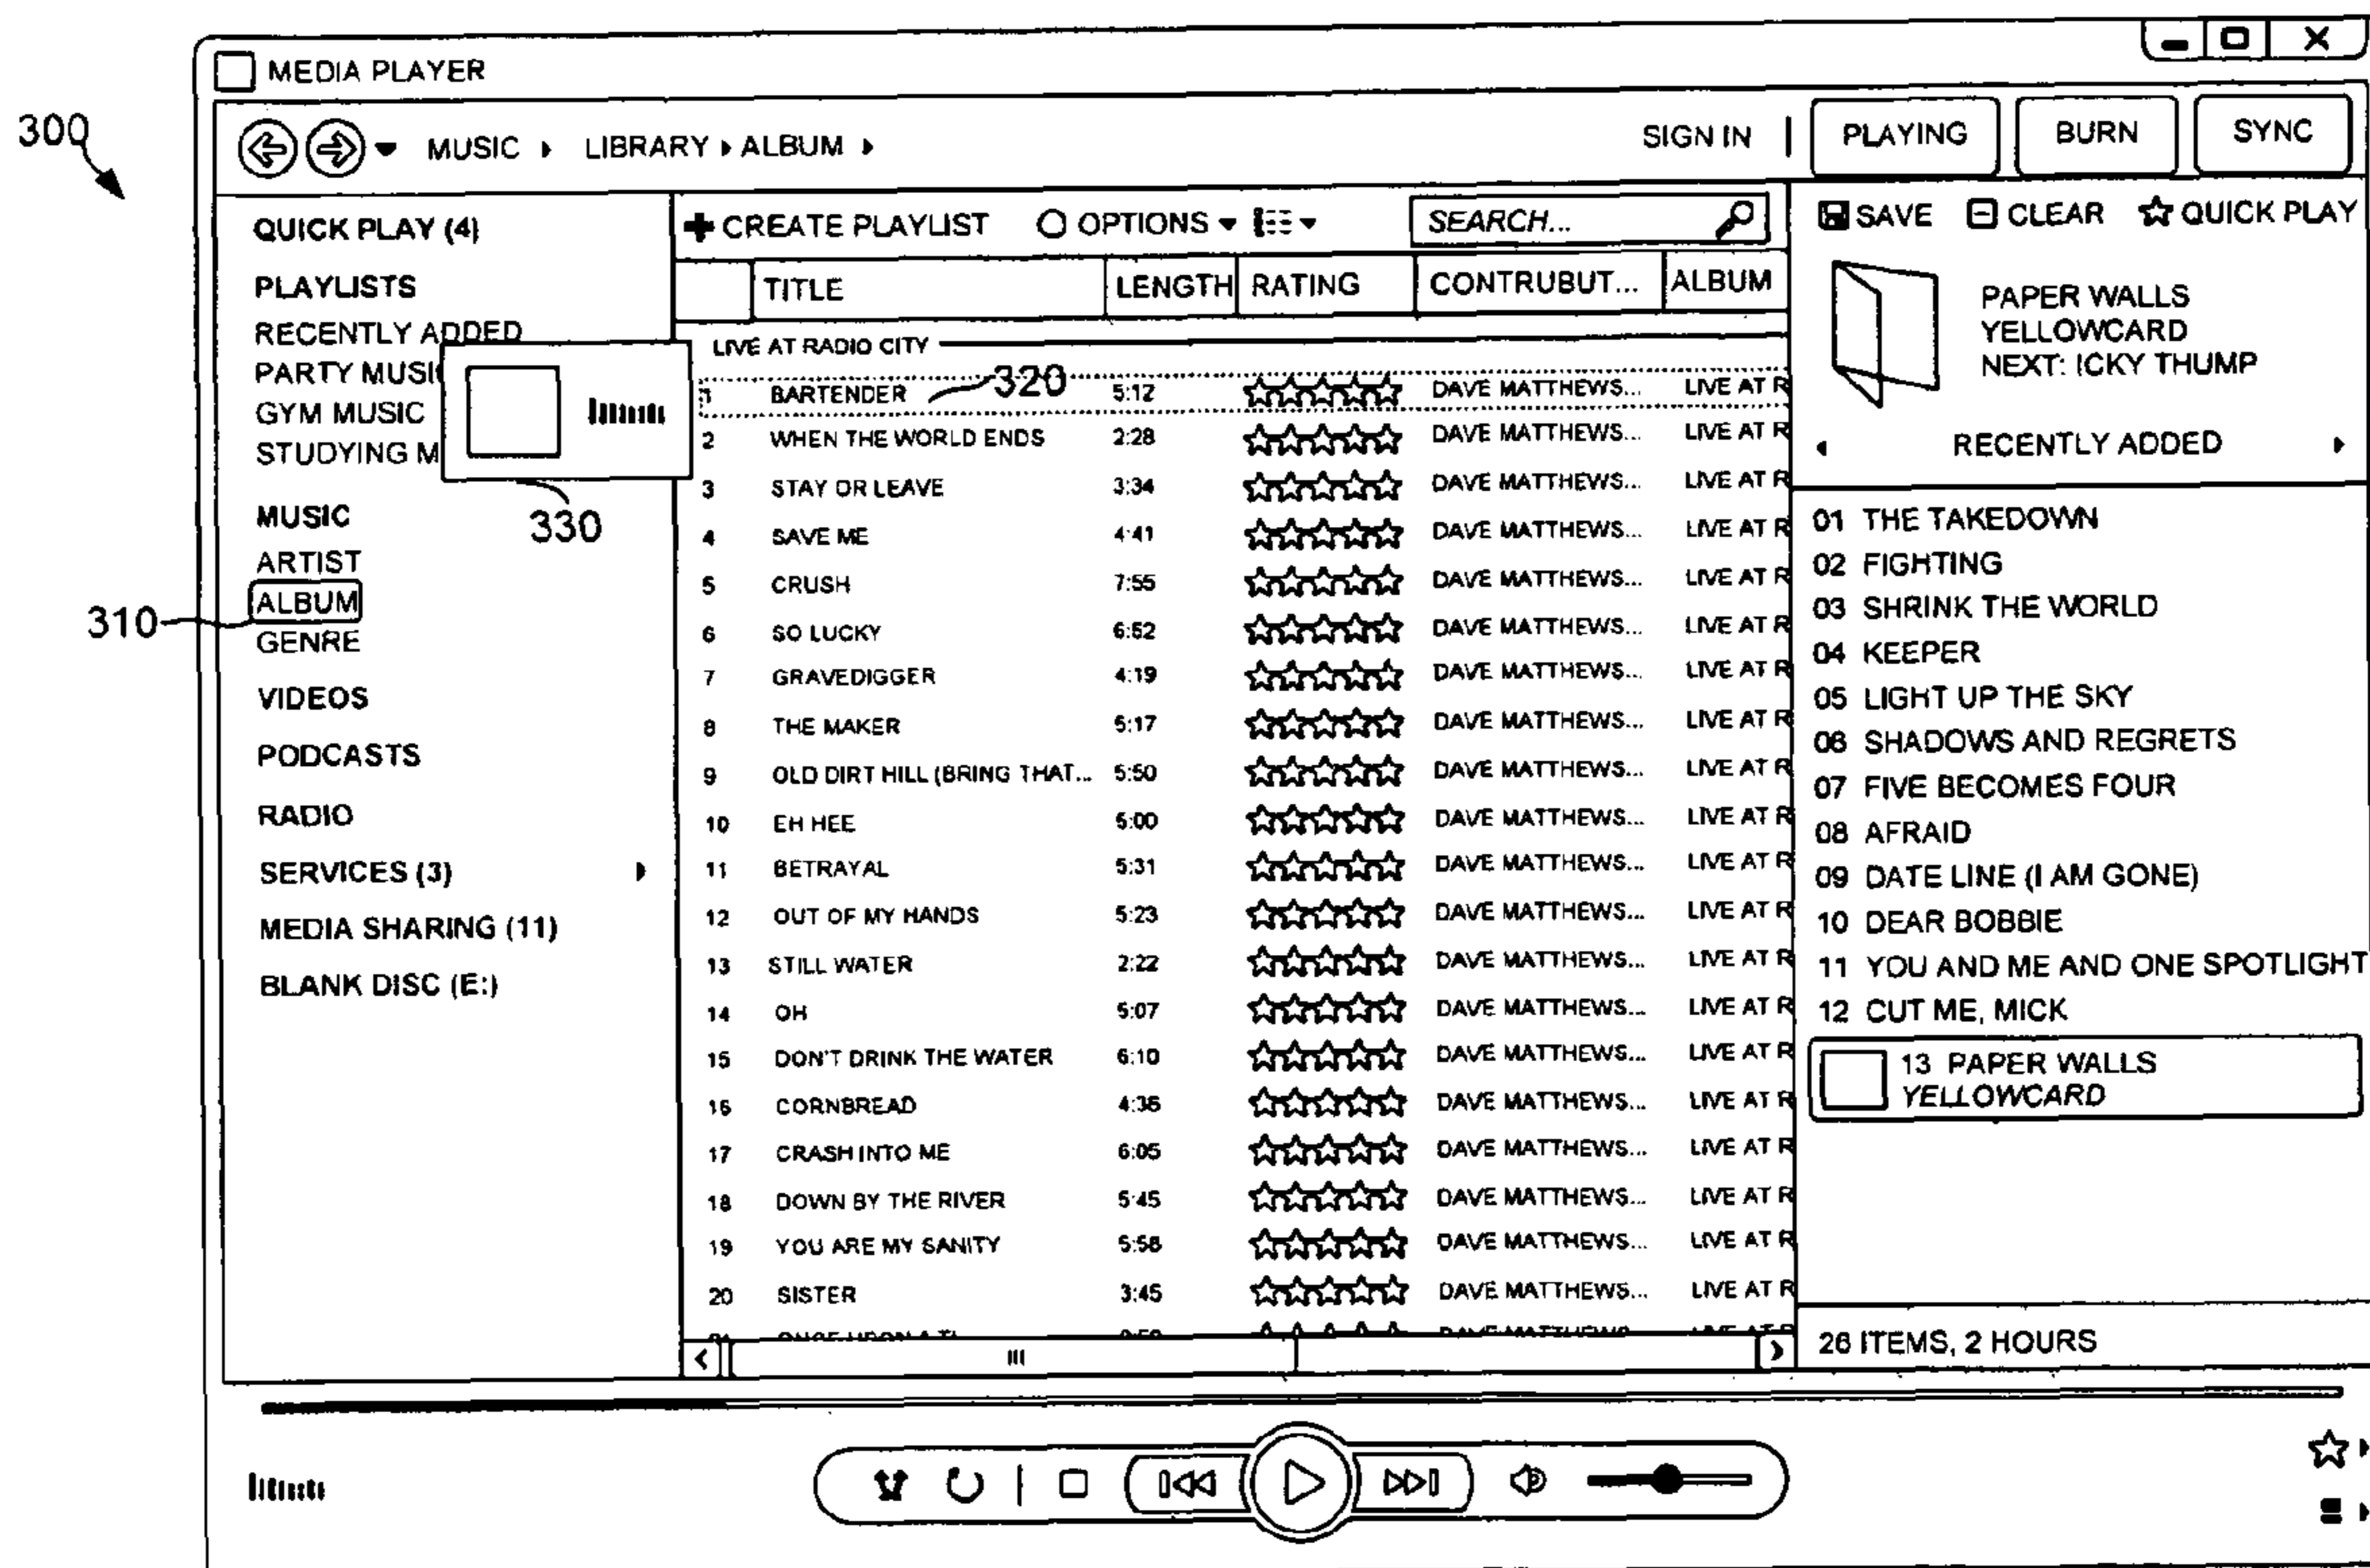 MEDIA PLAYER
300
MUSIC LIBRARY ALBUM
SIGN IN
PLAYING BURN SYNC
QUICK PLAY (4)
PLAYLISTS
RECENTLY ADDED
PARTY MUSI
GYM MUSIC
STUDYING M
330
MUSIC
ARTIST
310
ALBUM
GENRE
VIDEOS
PODCASTS
RADIO
SERVICES (3)
MEDIA SHARING (11)
BLANK DISC (E:)
CREATE PLAYLIST OPTIONS SEARCH...
TITLE LENGTH RATING CONTRUBUT... ALBUM
LIVE AT RADIO CITY
320
1 BARTENDER 5:12 DAVE MATTHEWS... LIVE AT R
2 WHEN THE WORLD ENDS 2:28 DAVE MATTHEWS... LIVE AT R
3 STAY OR LEAVE 3:34 DAVE MATTHEWS... LIVE AT R
4 SAVE ME 4:41 DAVE MATTHEWS... LIVE AT R
5 CRUSH 7:55 DAVE MATTHEWS... LIVE AT R
6 SO LUCKY 6:52 DAVE MATTHEWS... LIVE AT R
7 GRAVEDIGGER 4:19 DAVE MATTHEWS... LIVE AT R
8 THE MAKER 5:17 DAVE MATTHEWS... LIVE AT R
9 OLD DIRT HILL (BRING THAT... 5:50 DAVE MATTHEWS... LIVE AT R
10 EH HEE 5:00 DAVE MATTHEWS... LIVE AT R
11 BETRAYAL 5:31 DAVE MATTHEWS... LIVE AT R
12 OUT OF MY HANDS 5:23 DAVE MATTHEWS... LIVE AT R
13 STILL WATER 2:22 DAVE MATTHEWS... LIVE AT R
14 OH 5:07 DAVE MATTHEWS... LIVE AT R
15 DON'T DRINK THE WATER 6:10 DAVE MATTHEWS... LIVE AT R
16 CORNBREAD 4:36 DAVE MATTHEWS... LIVE AT R
17 CRASH INTO ME 6:05 DAVE MATTHEWS... LIVE AT R
18 DOWN BY THE RIVER 5:45 DAVE MATTHEWS... LIVE AT R
19 YOU ARE MY SANITY 5:58 DAVE MATTHEWS... LIVE AT R
20 SISTER 3:45 DAVE MATTHEWS... LIVE AT R
SAVE CLEAR QUICK PLAY
PAPER WALLS
YELLOWCARD
NEXT: ICKY THUMP
RECENTLY ADDED
01 THE TAKEDOWN
02 FIGHTING
03 SHRINK THE WORLD
04 KEEPER
05 LIGHT UP THE SKY
06 SHADOWS AND REGRETS
07 FIVE BECOMES FOUR
08 AFRAID
09 DATE LINE (I AM GONE)
10 DEAR BOBBIE
11 YOU AND ME AND ONE SPOTLIGHT
12 CUT ME, MICK
13 PAPER WALLS
YELLOWCARD
26 ITEMS, 2 HOURS